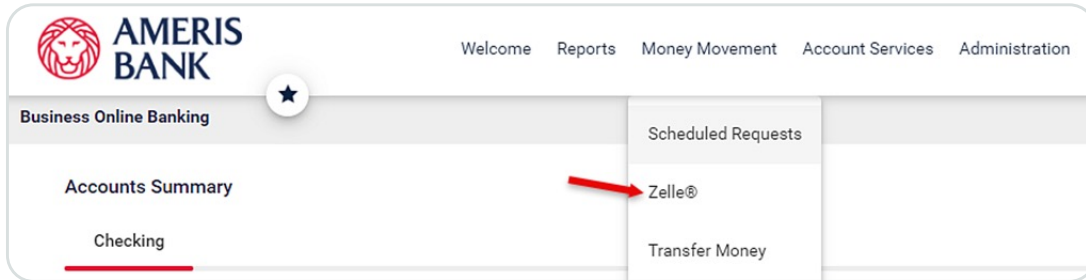 AMERIS
BANK
Welcome Reports Money Movement Account Services Administration
Business Online Banking
Scheduled Requests
Accounts Summary
Zelle®
Checking
Transfer Money